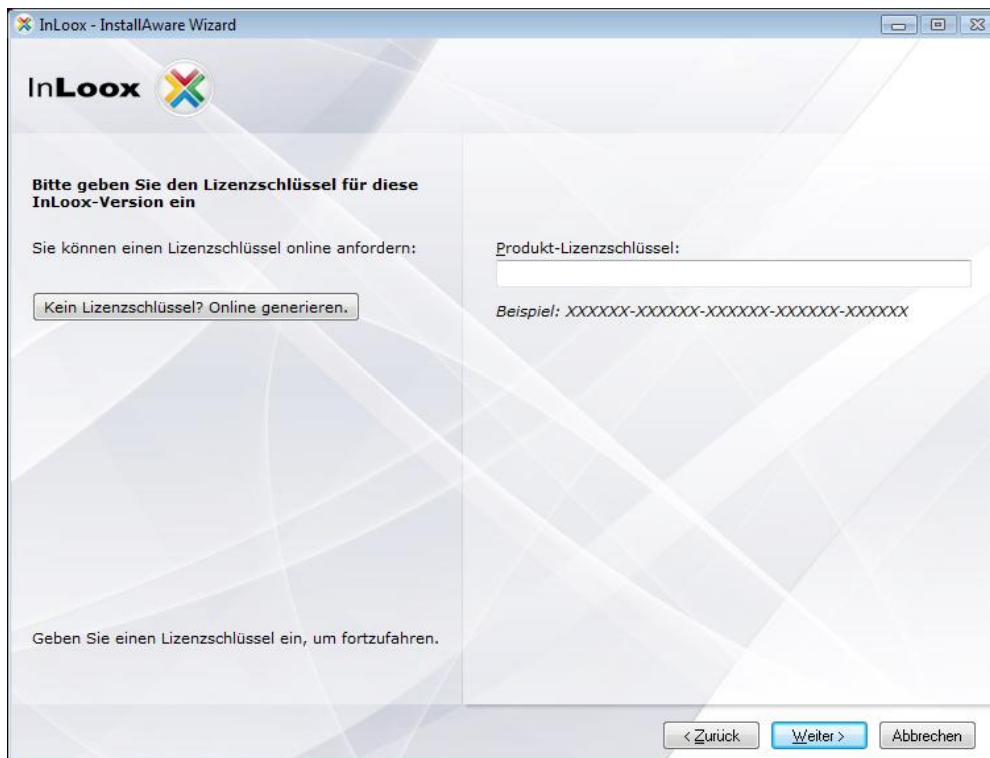 InLoox - InstallAware Wizard
InLoox
Bitte geben Sie den Lizenzschlüssel für diese
InLoox-Version ein
Sie können einen Lizenzschlüssel online anfordern:
Kein Lizenzschlüssel? Online generieren.
Geben Sie einen Lizenzschlüssel ein, um fortzufahren.
Produkt-Lizenzschlüssel:
Beispiel: XXXXXX-XXXXXX-XXXXXX-XXXXXX-XXXXXX
< Zurück
Weiter >
Abbrechen